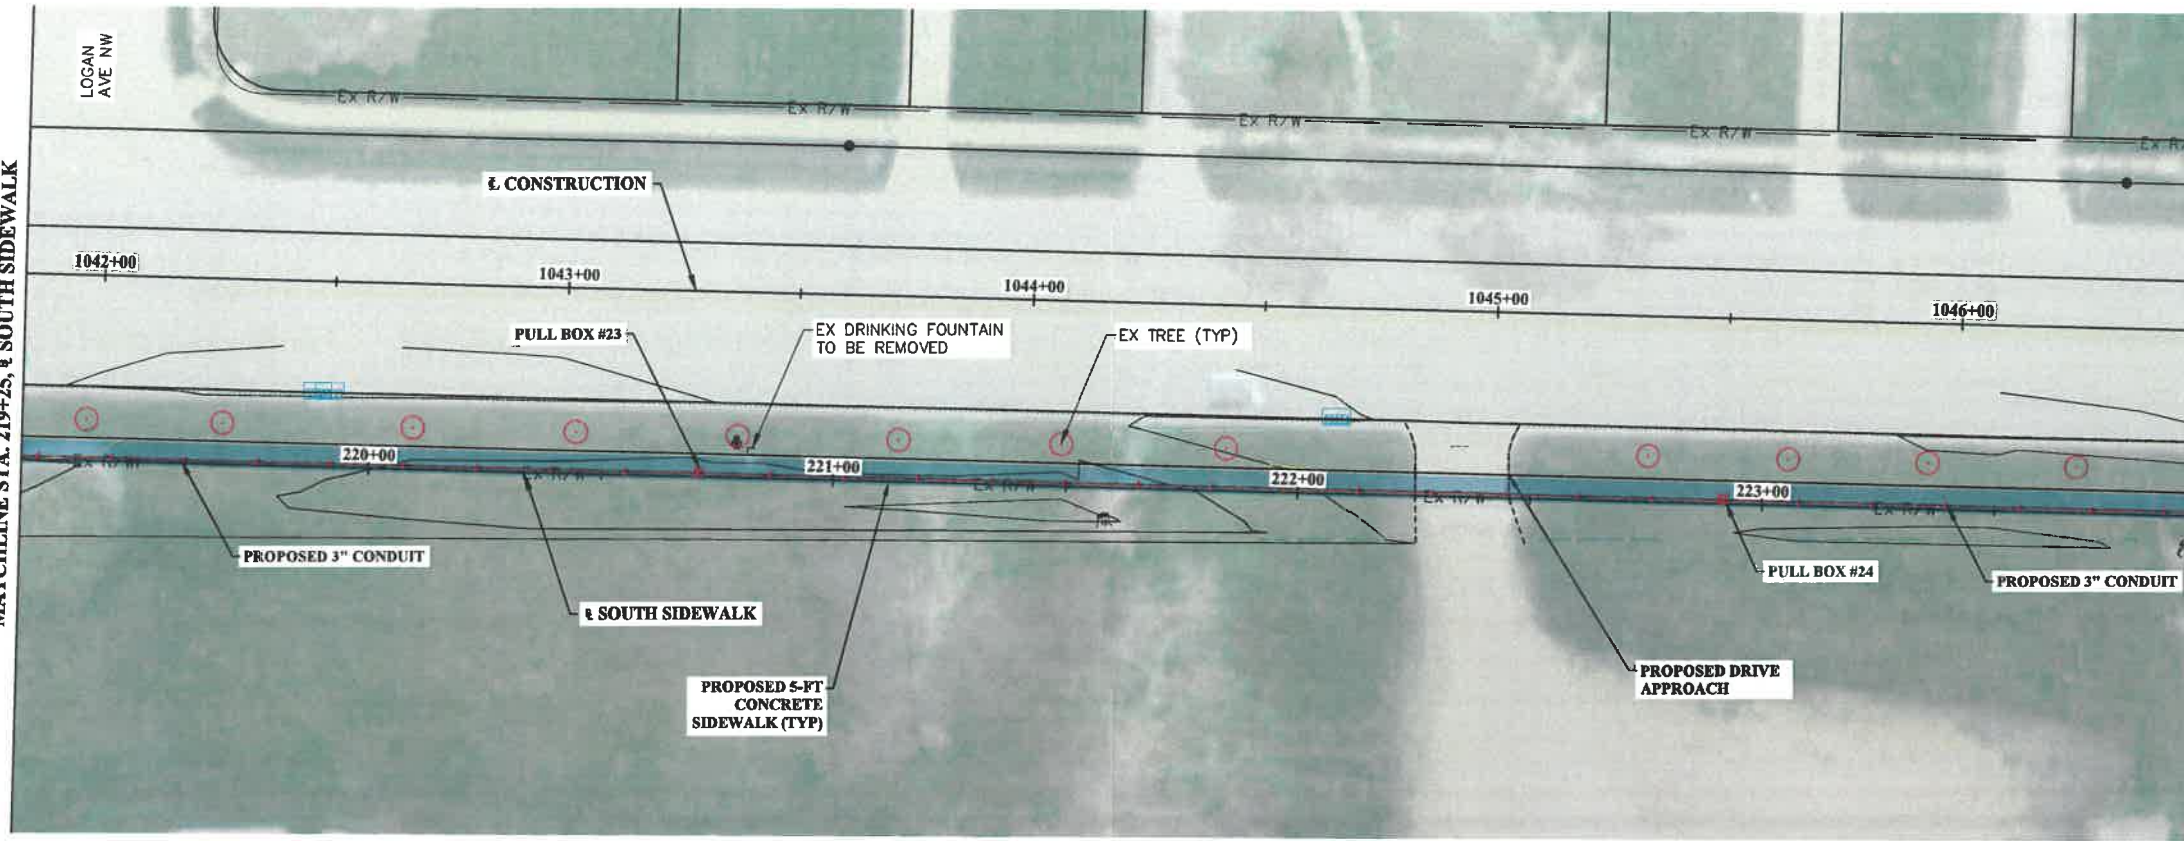 LOGAN
AVE NW
EX R/W
EX R/W
EX R/W
EX R/W
EX R/
MATCHLINE STA. 219+25, ℄ SOUTH SIDEWALK
℄ CONSTRUCTION
1042+00
1043+00
1044+00
1045+00
1046+00
PULL BOX #23
EX DRINKING FOUNTAIN
TO BE REMOVED
EX TREE (TYP)
220+00
221+00
222+00
223+00
EX R/W
EX R/W
EX R/W
EX R/W
EX R/W
PROPOSED 3" CONDUIT
℄ SOUTH SIDEWALK
PROPOSED 5-FT
CONCRETE
SIDEWALK (TYP)
PROPOSED DRIVE
APPROACH
PULL BOX #24
PROPOSED 3" CONDUIT